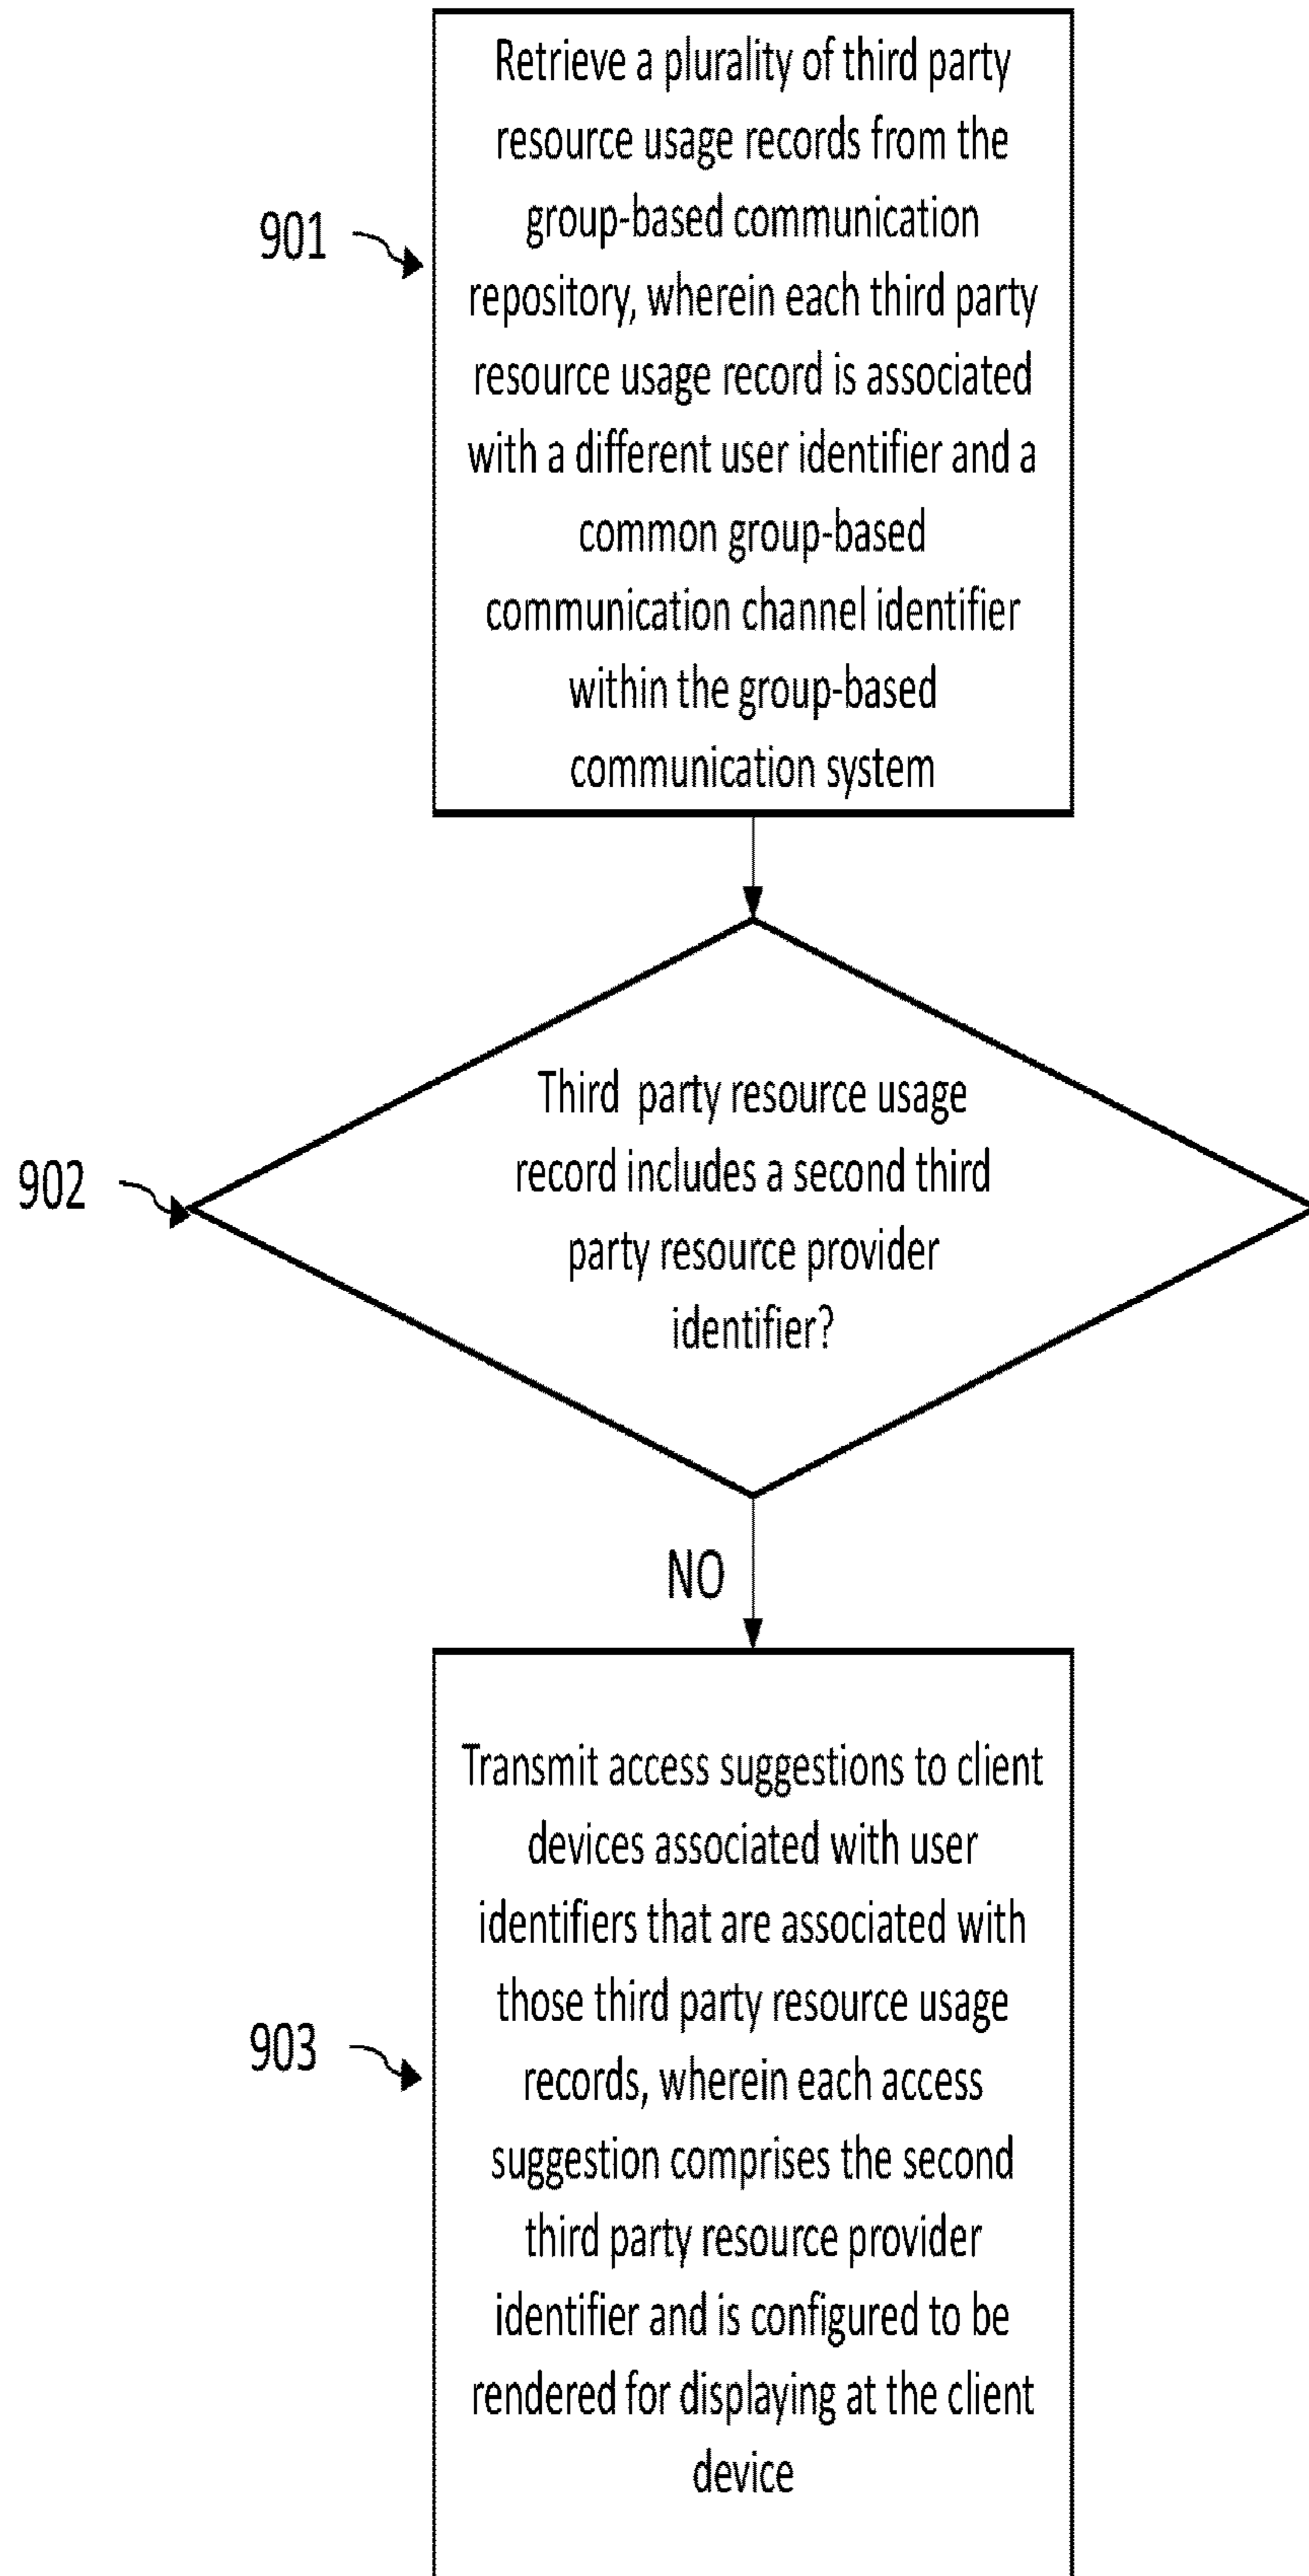 Retrieve a plurality of third party
resource usage records from the
group-based communication
repository, wherein each third party
resource usage record is associated
with a different user identifier and a
common group-based
communication channel identifier
within the group-based
communication system
901
Third party resource usage
record includes a second third
party resource provider
identifier?
902
NO
Transmit access suggestions to client
devices associated with user
identifiers that are associated with
those third party resource usage
records, wherein each access
suggestion comprises the second
third party resource provider
identifier and is configured to be
rendered for displaying at the client
device
903